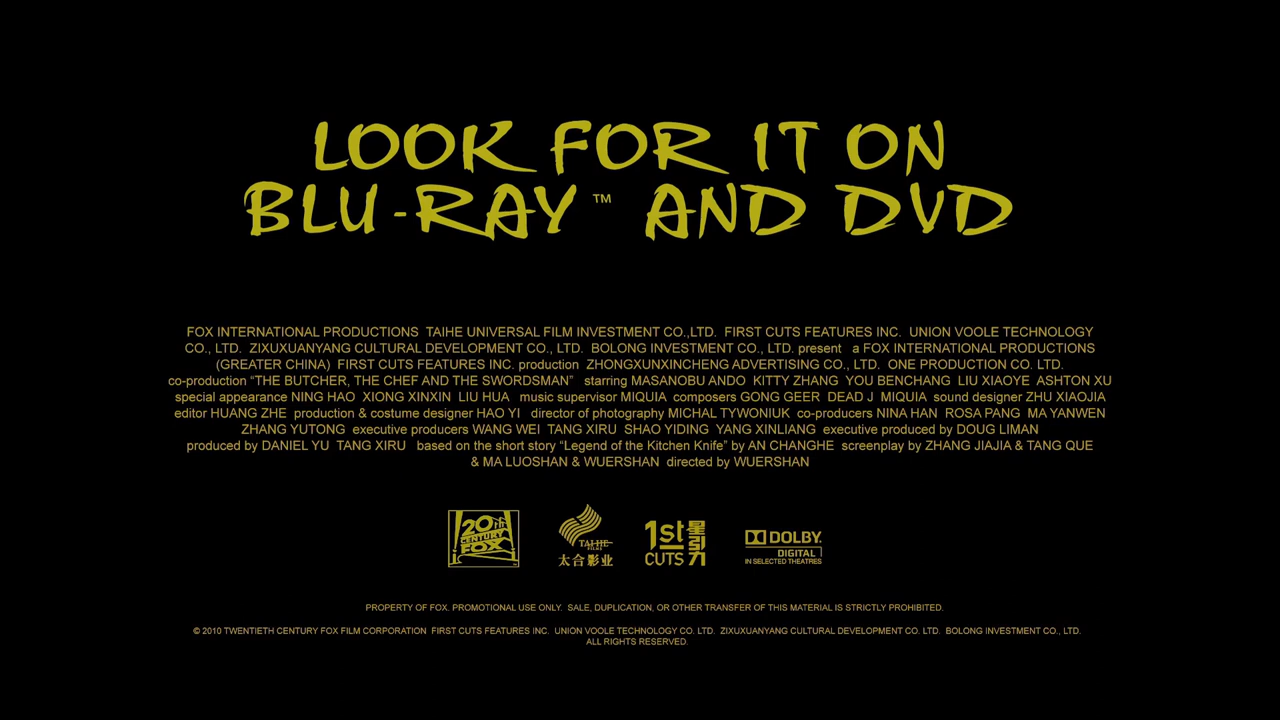 LOOK FOR IT ON
BLU-RAY™ AND DVD
FOX INTERNATIONAL PRODUCTIONS TAIHE UNIVERSAL FILM INVESTMENT CO.,LTD. FIRST CUTS FEATURES INC. UNION VOOLE TECHNOLOGY
CO., LTD. ZIXUXUANYANG CULTURAL DEVELOPMENT CO., LTD. BOLONG INVESTMENT CO., LTD. present a FOX INTERNATIONAL PRODUCTIONS
(GREATER CHINA) FIRST CUTS FEATURES INC. production ZHONGXUNXINCHENG ADVERTISING CO., LTD. ONE PRODUCTION CO. LTD.
co-production “THE BUTCHER, THE CHEF AND THE SWORDSMAN” starring MASANOBU ANDO KITTY ZHANG YOU BENCHANG LIU XIAOYE ASHTON XU
special appearance NING HAO XIONG XINXIN LIU HUA music supervisor MIQUIA composers GONG GEER DEAD J MIQUIA sound designer ZHU XIAOJIA
editor HUANG ZHE production & costume designer HAO YI director of photography MICHAL TYWONIUK co-producers NINA HAN ROSA PANG MA YANWEN
ZHANG YUTONG executive producers WANG WEI TANG XIRU SHAO YIDING YANG XINLIANG executive produced by DOUG LIMAN
produced by DANIEL YU TANG XIRU based on the short story “Legend of the Kitchen Knife” by AN CHANGHE screenplay by ZHANG JIAJIA & TANG QUE
& MA LUOSHAN & WUERSHAN directed by WUERSHAN
20th CENTURY FOX
TAIHE FILMS
太合影业
1st CUTS 星引力
DOLBY
DIGITAL
IN SELECTED THEATRES
PROPERTY OF FOX. PROMOTIONAL USE ONLY. SALE, DUPLICATION, OR OTHER TRANSFER OF THIS MATERIAL IS STRICTLY PROHIBITED.
© 2010 TWENTIETH CENTURY FOX FILM CORPORATION FIRST CUTS FEATURES INC. UNION VOOLE TECHNOLOGY CO. LTD. ZIXUXUANYANG CULTURAL DEVELOPMENT CO. LTD. BOLONG INVESTMENT CO., LTD.
ALL RIGHTS RESERVED.